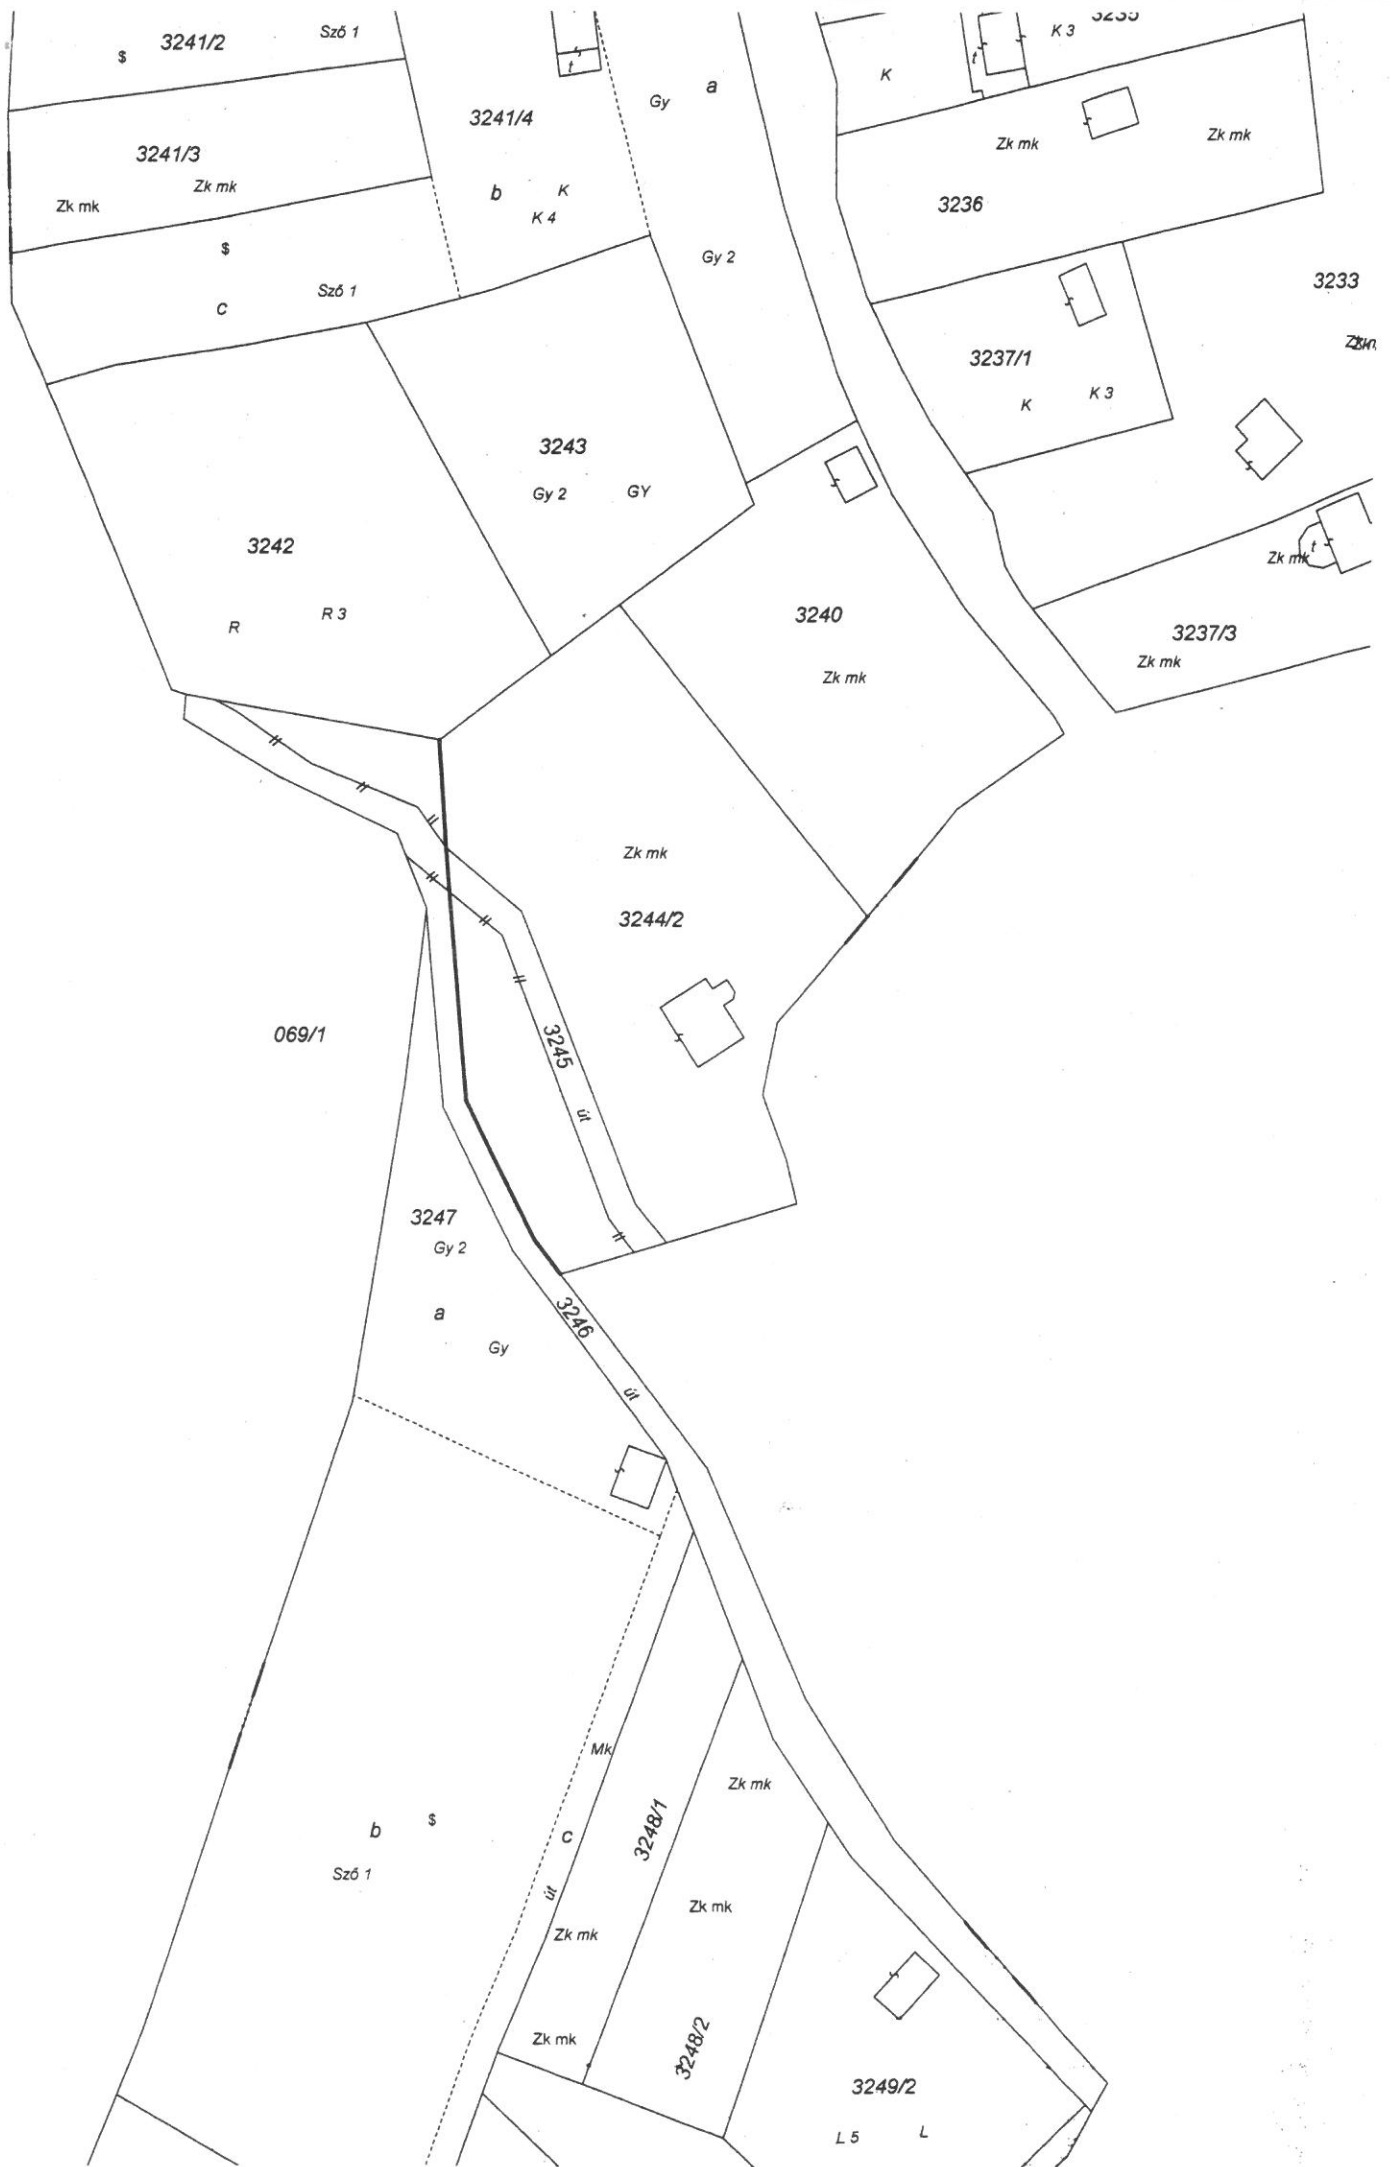 3241/2
Sző 1
$
t
3241/3
Zk mk
Zk mk
3241/4
b
K
K 4
Gy
a
Gy 2
$
Sző 1
C
K
t
K 3
3235
Zk mk
Zk mk
3236
3233
3237/1
K
K 3
3243
Gy 2
GY
3242
R
R 3
3240
Zk mk
t
Zk mk
3237/3
Zk mk
Zk mk
3244/2
069/1
3245
út
3247
Gy 2
a
Gy
3246
út
Mk
C
út
b
$
Sző 1
3248/1
Zk mk
Zk mk
Zk mk
Zk mk
3248/2
3249/2
L 5
L